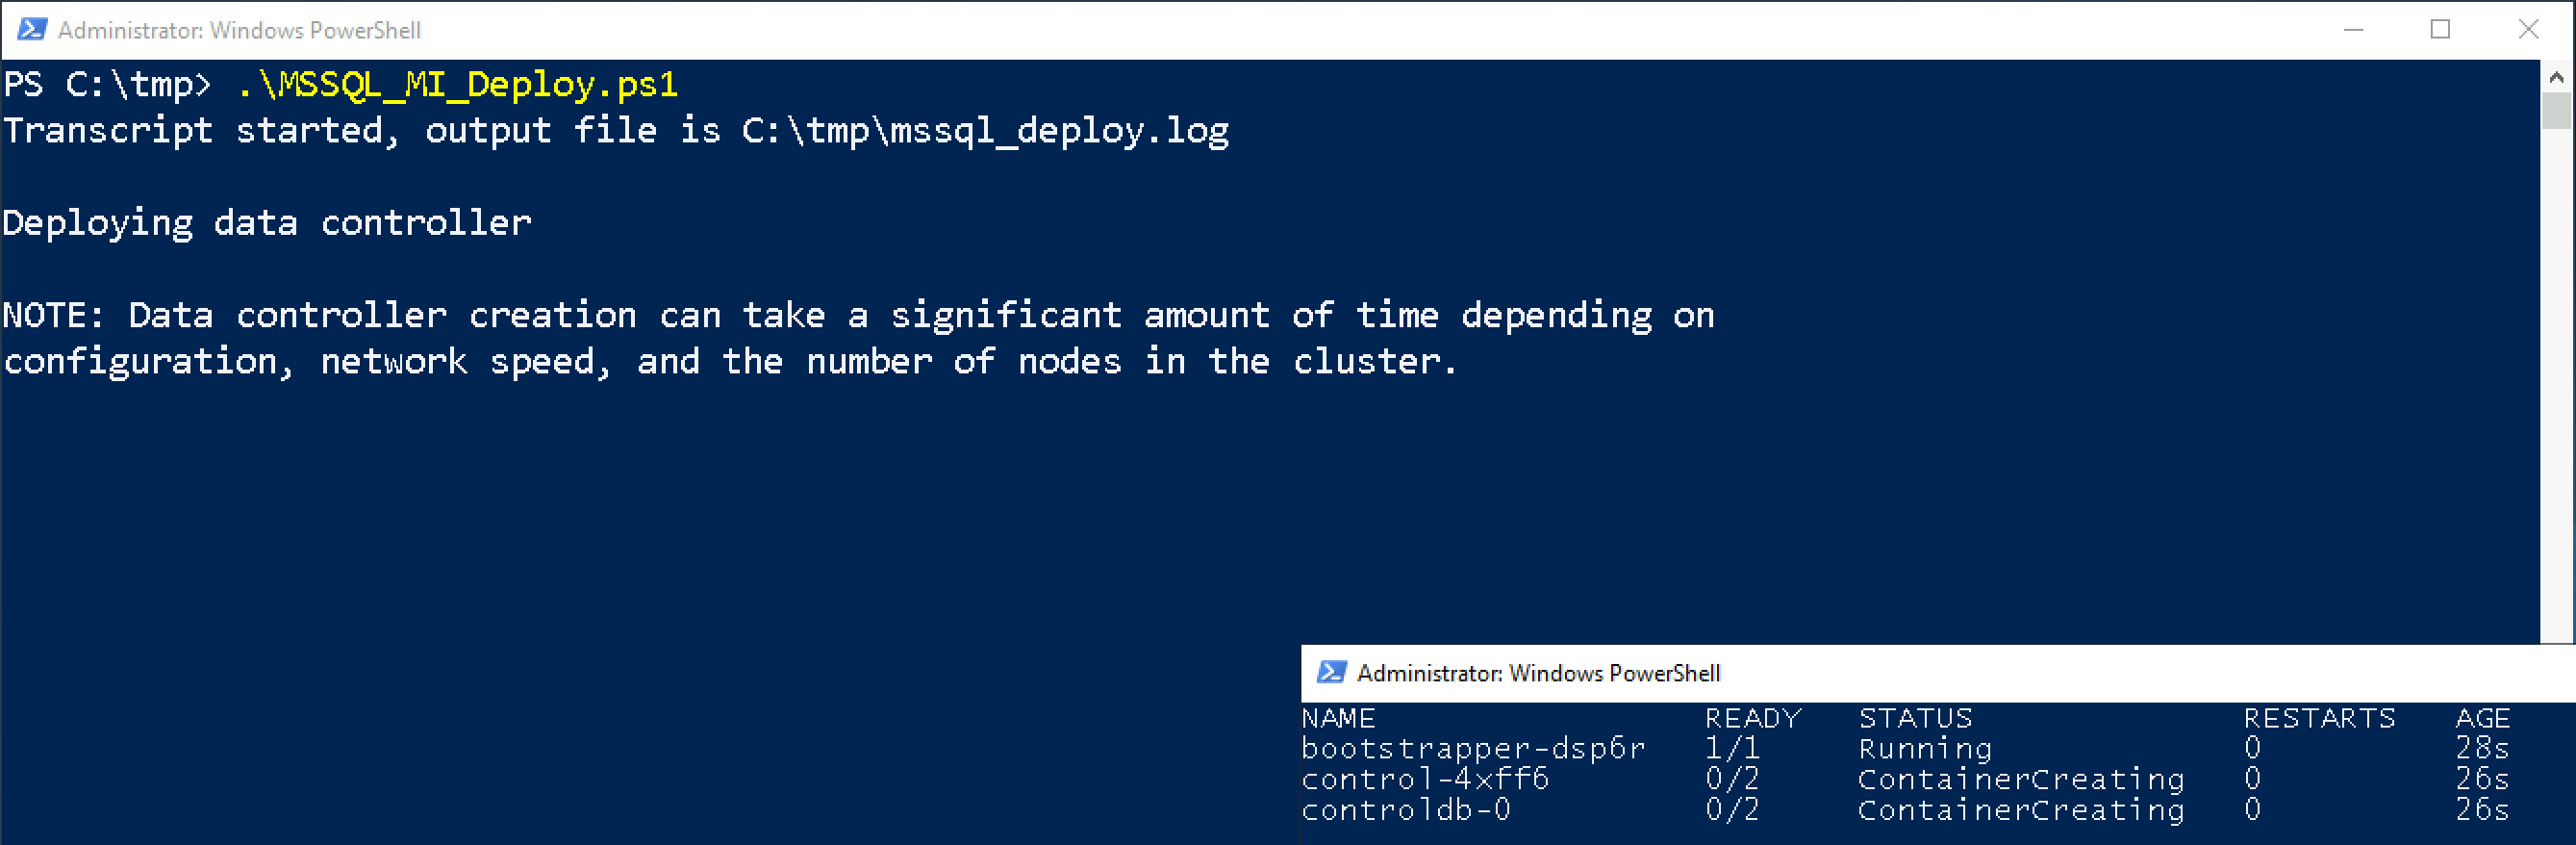 Administrator: Windows PowerShell
PS C:\tmp> .\MSSQL_MI_Deploy.ps1
Transcript started, output file is C:\tmp\mssql_deploy.log
Deploying data controller
NOTE: Data controller creation can take a significant amount of time depending on
configuration, network speed, and the number of nodes in the cluster.
Administrator: Windows PowerShell
NAME READY STATUS RESTARTS AGE
bootstrapper-dsp6r 1/1 Running 0 28s
control-4xff6 0/2 ContainerCreating 0 26s
controldb-0 0/2 ContainerCreating 0 26s